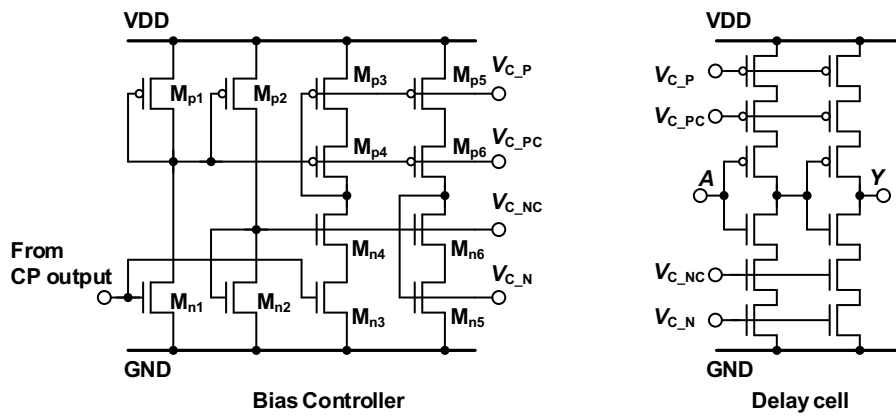 VDD
Mp1
Mp2
Mp3
Mp5
VC_P
Mp4
Mp6
VC_PC
VC_NC
Mn4
Mn6
From
CP output
Mn1
Mn2
Mn3
Mn5
VC_N
GND
Bias Controller
VDD
VC_P
VC_PC
A
Y
VC_NC
VC_N
GND
Delay cell